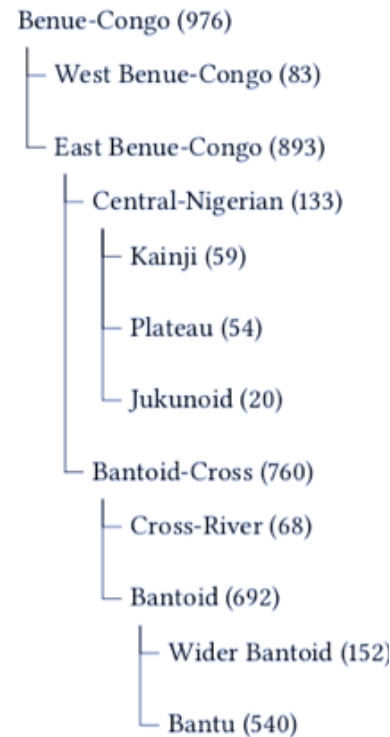 Benue-Congo (976)
West Benue-Congo (83)
East Benue-Congo (893)
Central-Nigerian (133)
Kainji (59)
Plateau (54)
Jukunoid (20)
Bantoid-Cross (760)
Cross-River (68)
Bantoid (692)
Wider Bantoid (152)
Bantu (540)